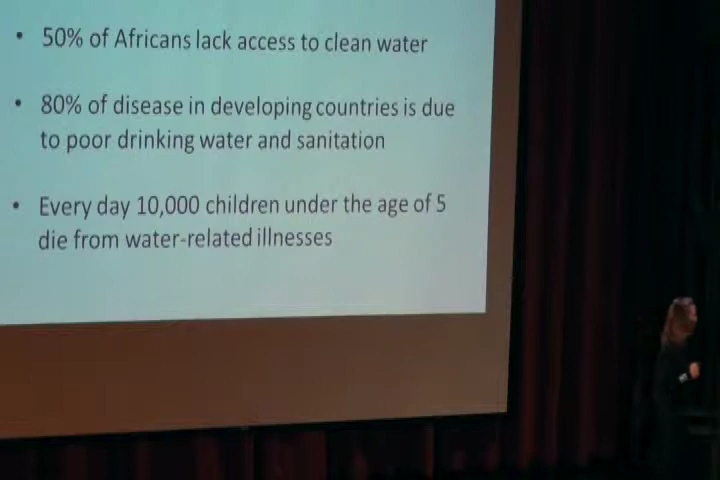 • 50% of Africans lack access to clean water
• 80% of disease in developing countries is due
to poor drinking water and sanitation
• Every day 10,000 children under the age of 5
die from water-related illnesses